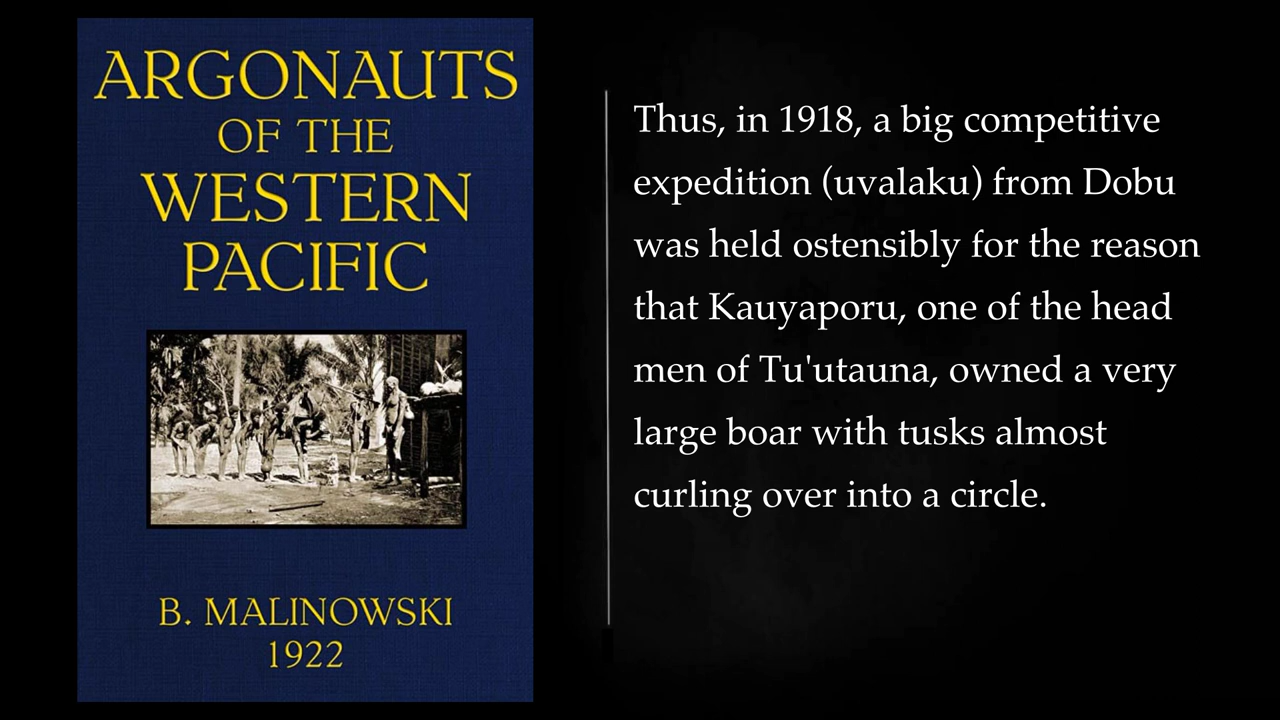 ARGONAUTS
OF THE
WESTERN
PACIFIC
B. MALINOWSKI
1922
Thus, in 1918, a big competitive
expedition (uvalaku) from Dobu
was held ostensibly for the reason
that Kauyaporu, one of the head
men of Tu'utauna, owned a very
large boar with tusks almost
curling over into a circle.